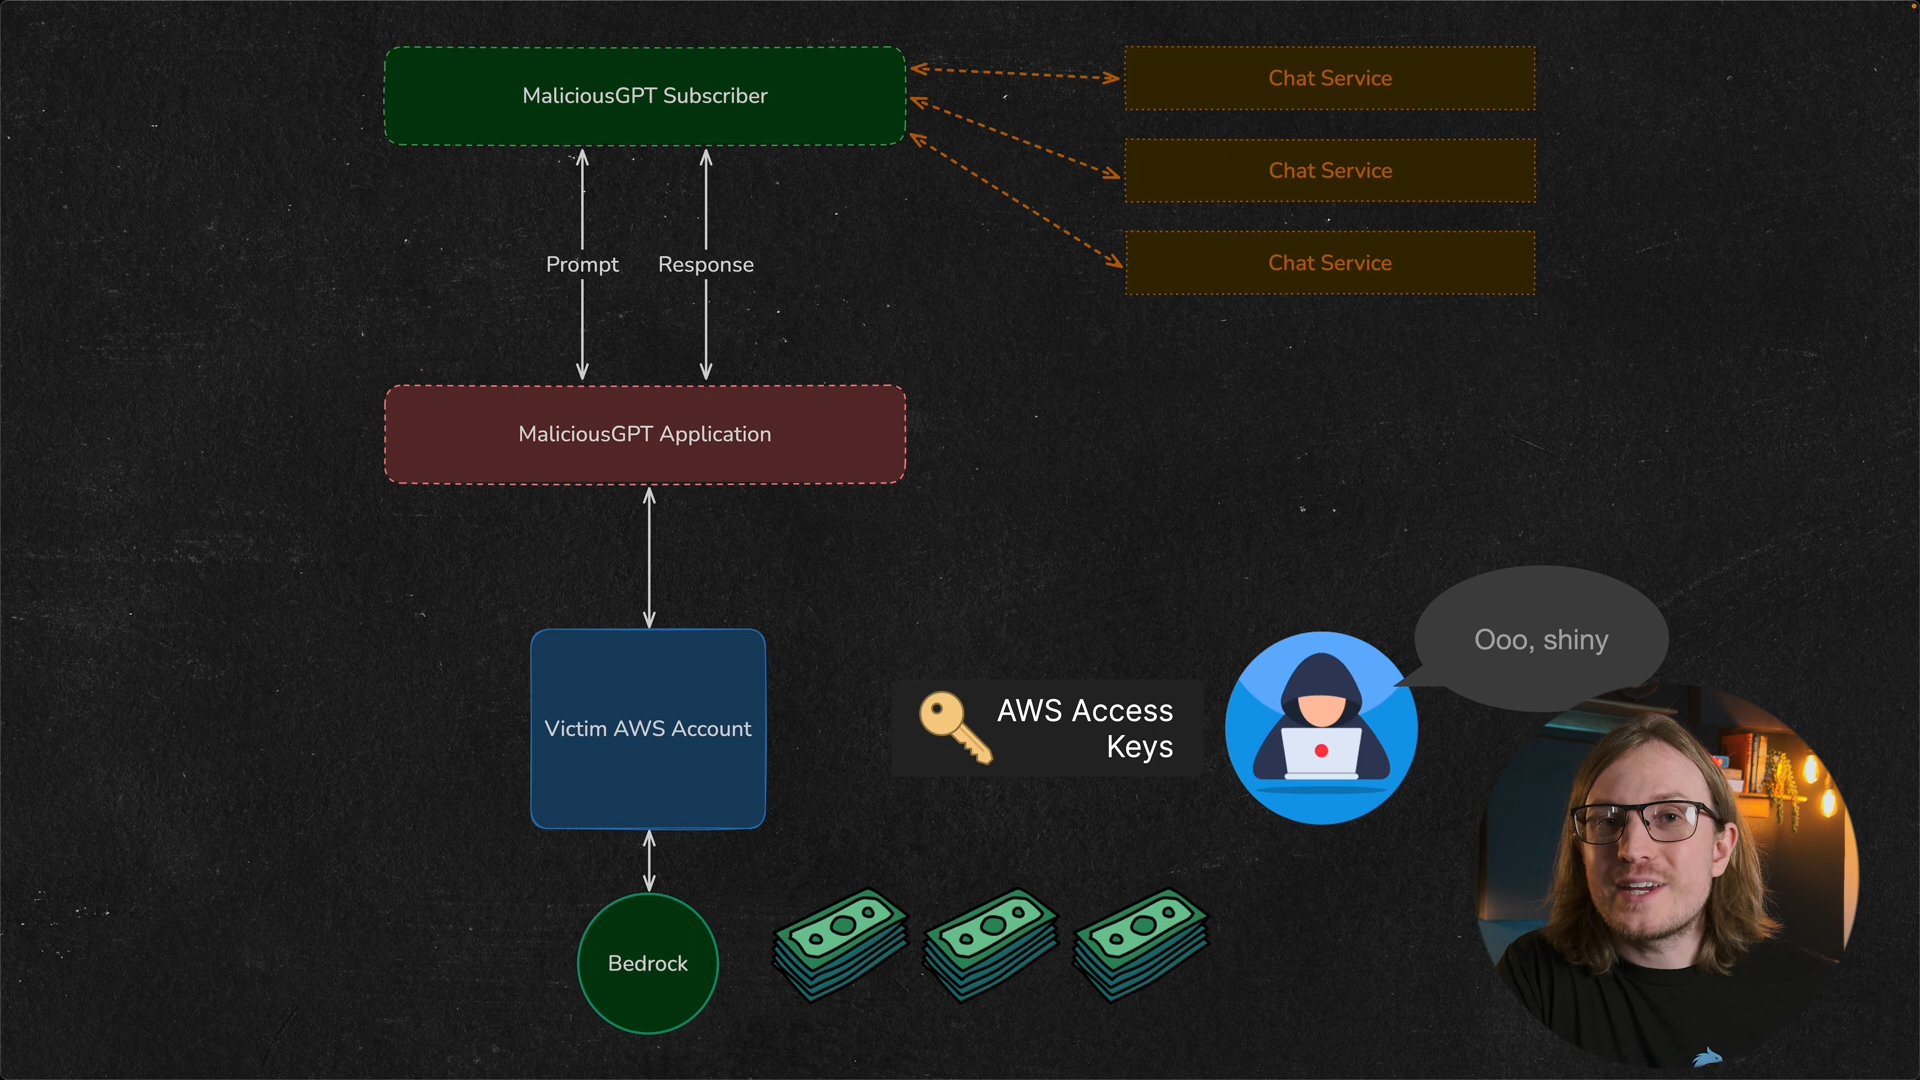 MaliciousGPT Subscriber
Chat Service
Chat Service
Chat Service
Prompt
Response
MaliciousGPT Application
Victim AWS Account
AWS Access
Keys
Ooo, shiny
Bedrock